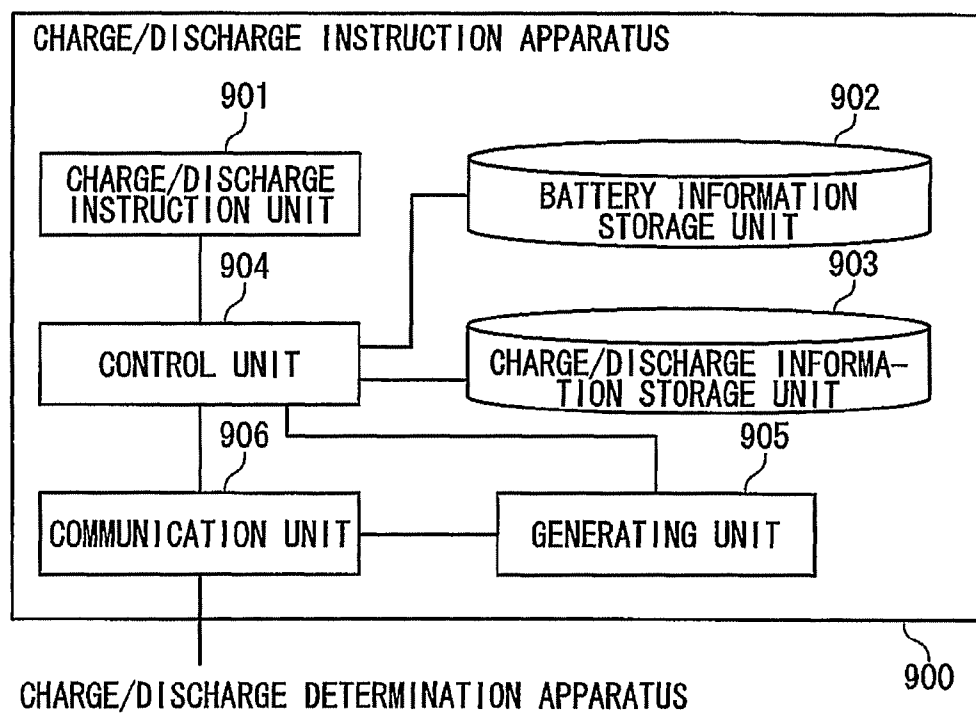 CHARGE/DISCHARGE INSTRUCTION APPARATUS
901
CHARGE/DISCHARGE
INSTRUCTION UNIT
902
BATTERY INFORMATION
STORAGE UNIT
904
CONTROL UNIT
903
CHARGE/DISCHARGE INFORMA-
TION STORAGE UNIT
906
COMMUNICATION UNIT
905
GENERATING UNIT
900
CHARGE/DISCHARGE DETERMINATION APPARATUS